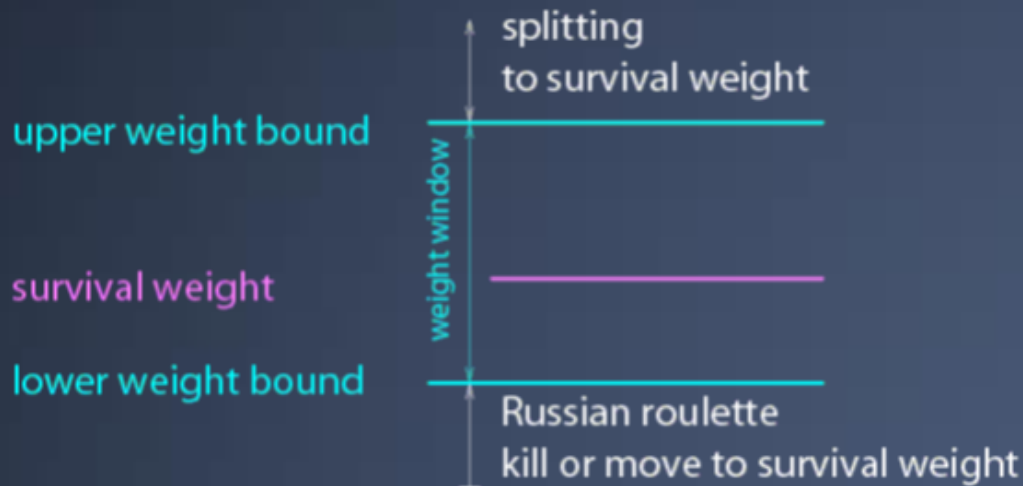 splitting
to survival weight
upper weight bound
weight window
survival weight
lower weight bound
Russian roulette
kill or move to survival weight